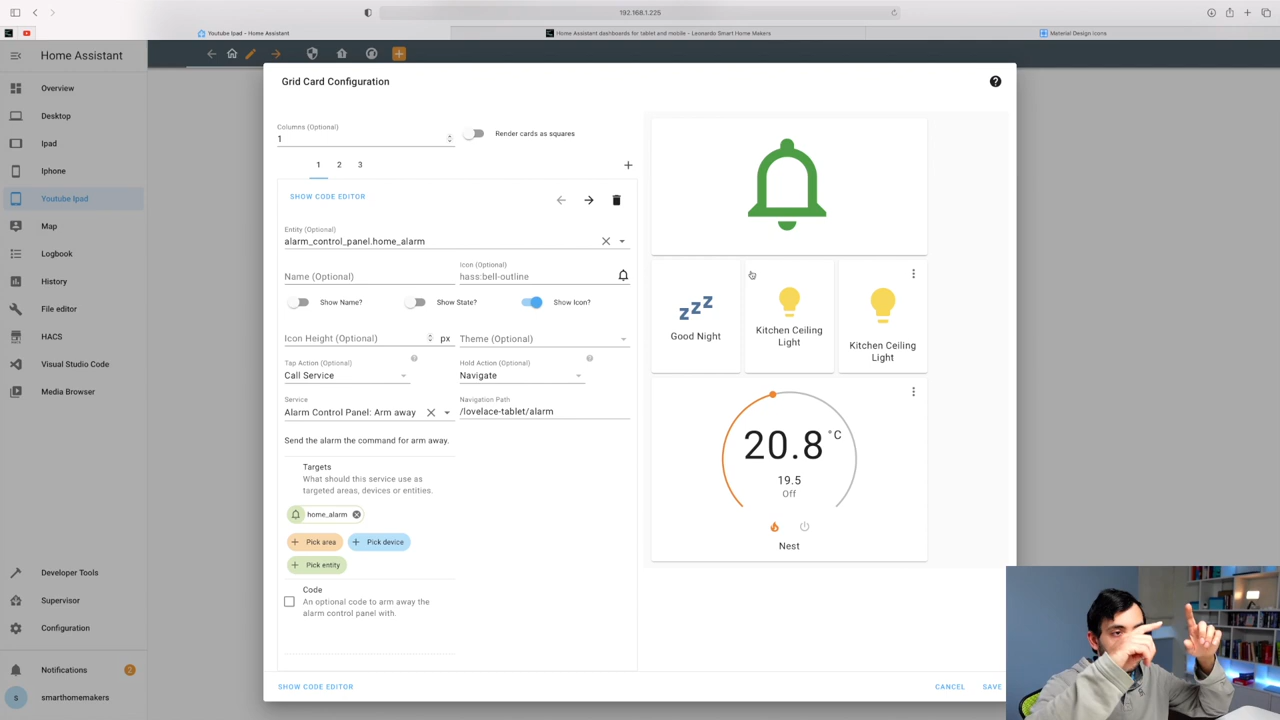 192.168.1.225
Youtube Ipad - Home Assistant
Home Assistant dashboards for tablet and mobile - Leonardo Smart Home Makers
Material Design Icons
Home Assistant
Overview
Desktop
Ipad
Iphone
Youtube Ipad
Map
Logbook
History
File editor
HACS
Visual Studio Code
Media Browser
Developer Tools
Supervisor
Configuration
Notifications
2
s
smarthomemakers
Grid Card Configuration
Columns (Optional)
1
Render cards as squares
1 2 3
SHOW CODE EDITOR
Entity (Optional)
alarm_control_panel.home_alarm
Name (Optional)
Icon (Optional)
hass:bell-outline
Show Name?
Show State?
Show Icon?
Icon Height (Optional)
px
Theme (Optional)
Tap Action (Optional)
Call Service
Hold Action (Optional)
Navigate
Service
Alarm Control Panel: Arm away
Navigation Path
/lovelace-tablet/alarm
Send the alarm the command for arm away.
Targets
What should this service use as
targeted areas, devices or entities.
home_alarm
Pick area
Pick device
Pick entity
Code
An optional code to arm away the
alarm control panel with.
SHOW CODE EDITOR
CANCEL
SAVE
zzz
Good Night
Kitchen Ceiling
Light
Kitchen Ceiling
Light
20.8 °C
19.5
Off
Nest